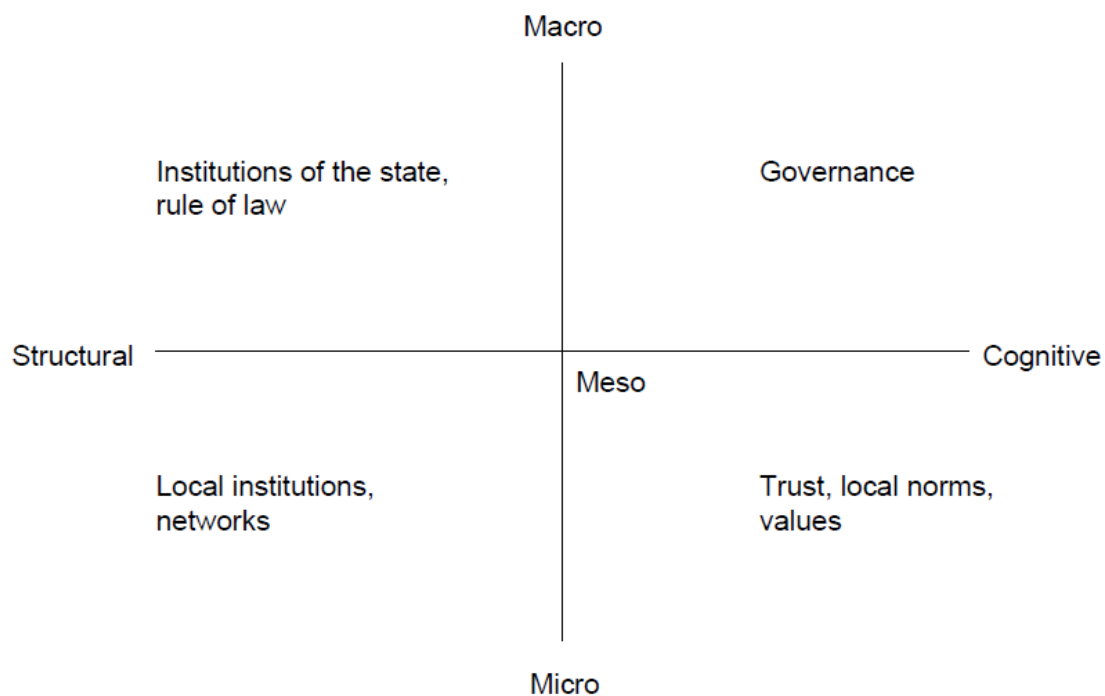 Macro
Institutions of the state,
rule of law
Governance
Structural
Cognitive
Meso
Local institutions,
networks
Trust, local norms,
values
Micro